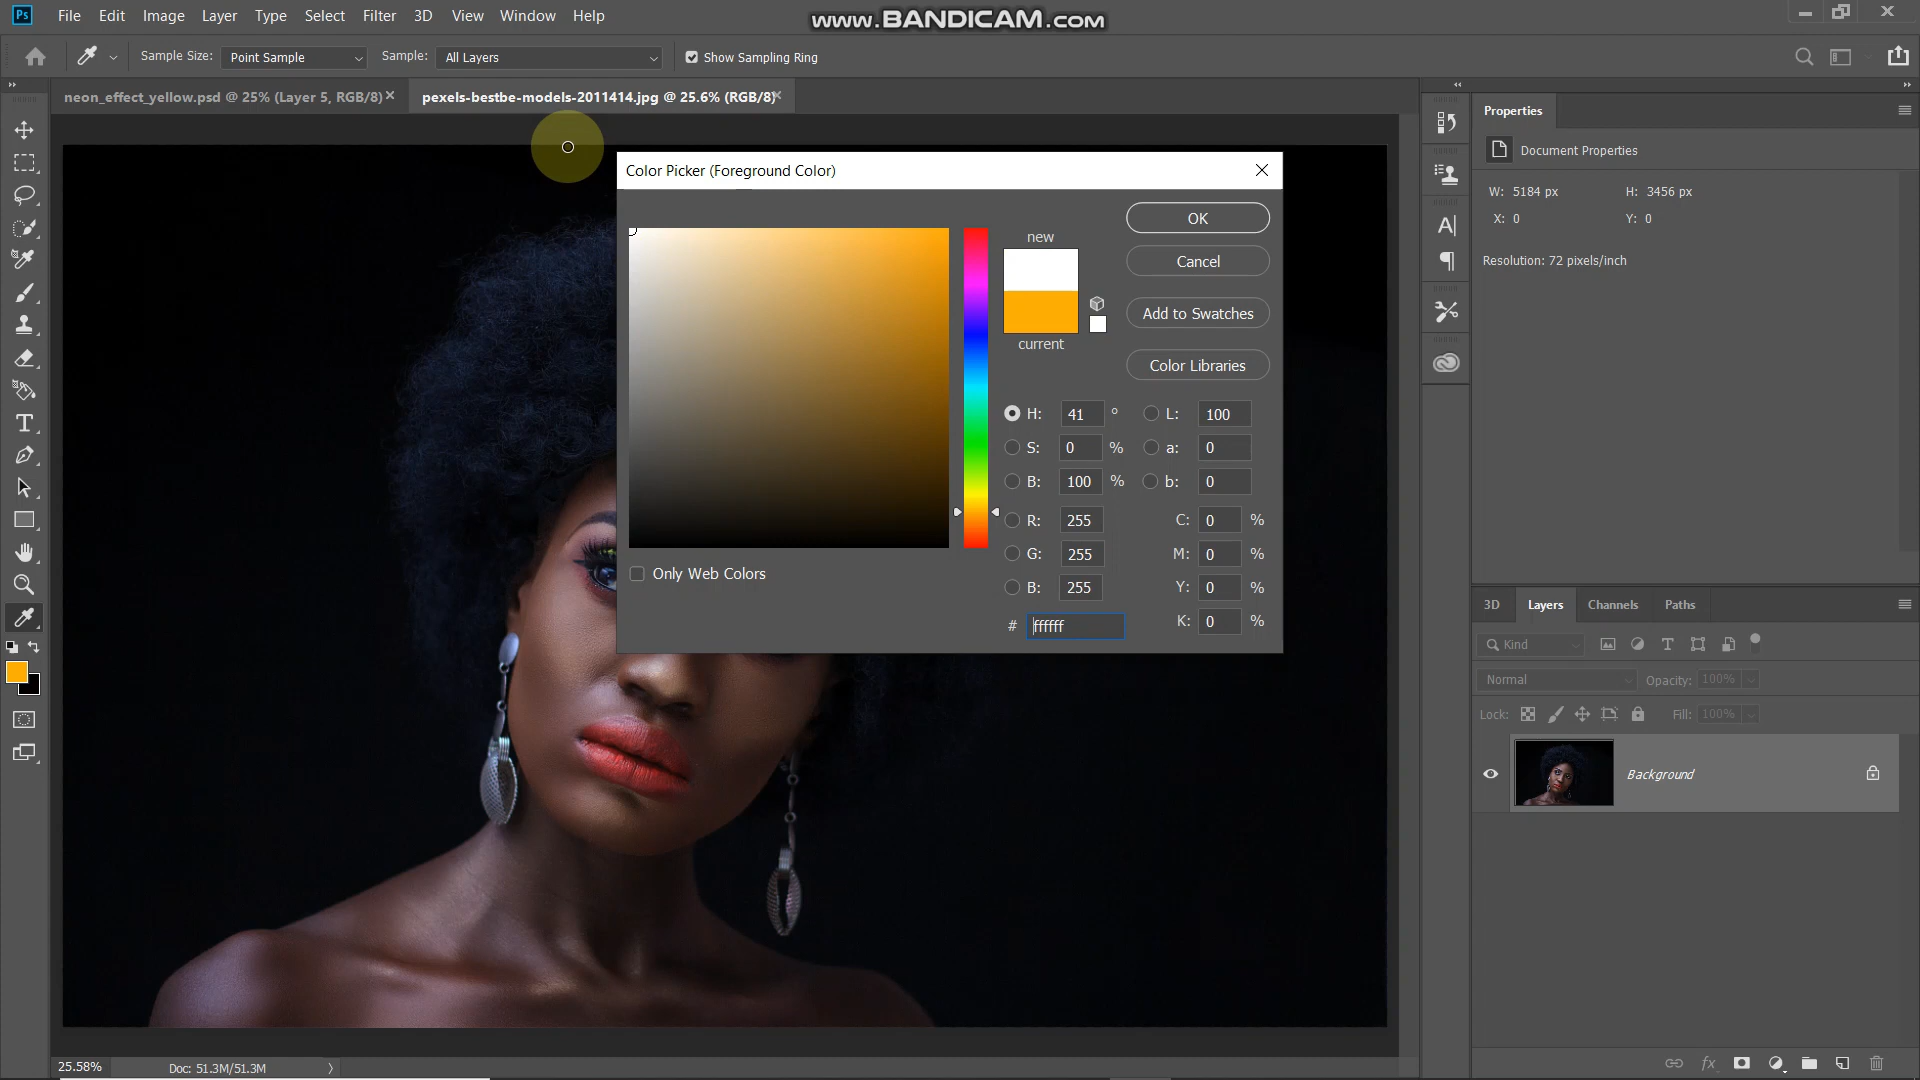 Ps File Edit Image Layer Type Select Filter 3D View Window Help
www.BANDICAM.com
Sample Size: Point Sample Sample: All Layers Show Sampling Ring
neon_effect_yellow.psd @ 25% (Layer 5, RGB/8)
pexels-bestbe-models-2011414.jpg @ 25.6% (RGB/8)
Color Picker (Foreground Color)
new
current
OK
Cancel
Add to Swatches
Color Libraries
H: 41 °
S: 0 %
B: 100 %
R: 255
G: 255
B: 255
# ffffff
L: 100
a: 0
b: 0
C: 0 %
M: 0 %
Y: 0 %
K: 0 %
Only Web Colors
Properties
Document Properties
W: 5184 px H: 3456 px
X: 0 Y: 0
Resolution: 72 pixels/inch
3D Layers Channels Paths
Kind
Normal Opacity: 100%
Lock: Fill: 100%
Background
fx
25.58% Doc: 51.3M/51.3M